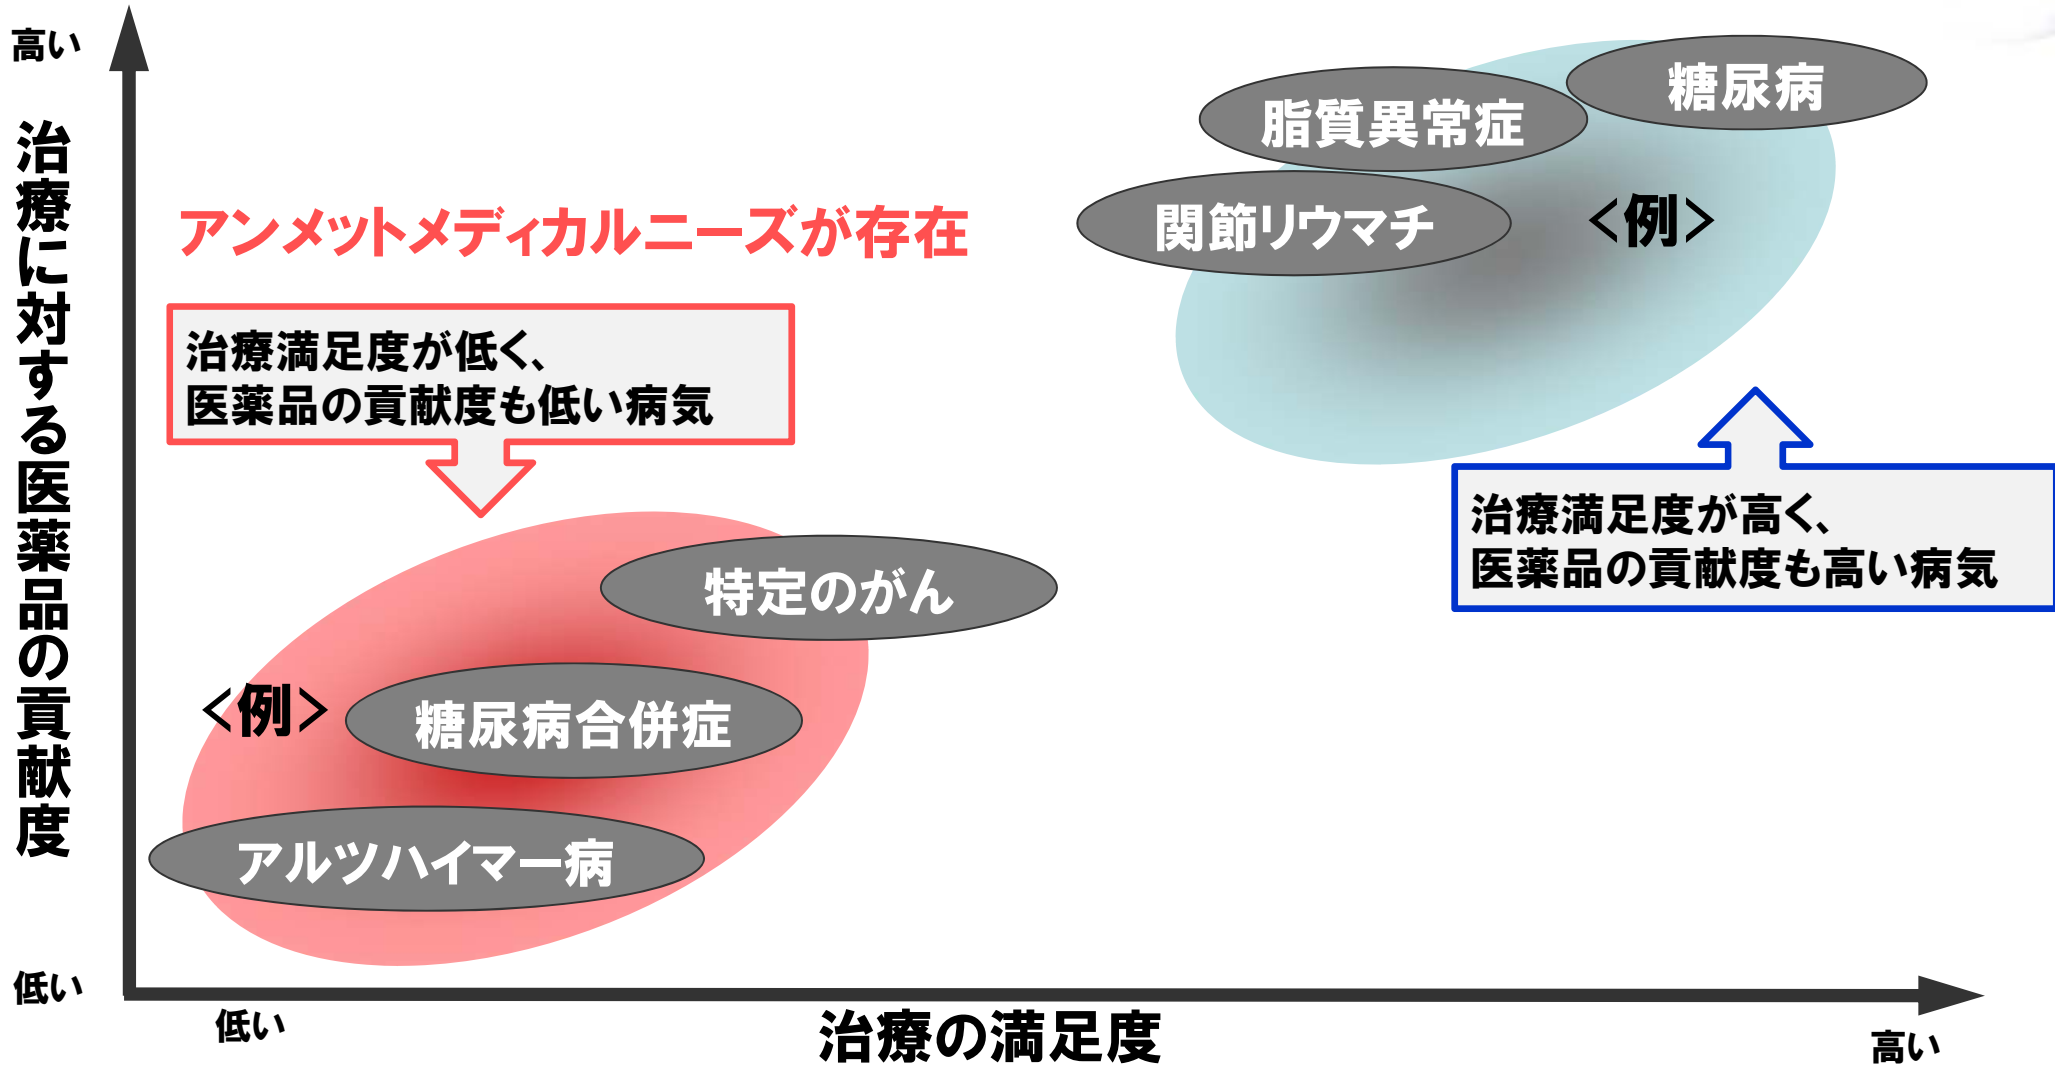 高い
治療に対する医薬品の貢献度
低い
アンメットメディカルニーズが存在
治療満足度が低く、
医薬品の貢献度も低い病気
特定のがん
<例>
糖尿病合併症
アルツハイマー病
糖尿病
脂質異常症
関節リウマチ
<例>
治療満足度が高く、
医薬品の貢献度も高い病気
低い
治療の満足度
高い